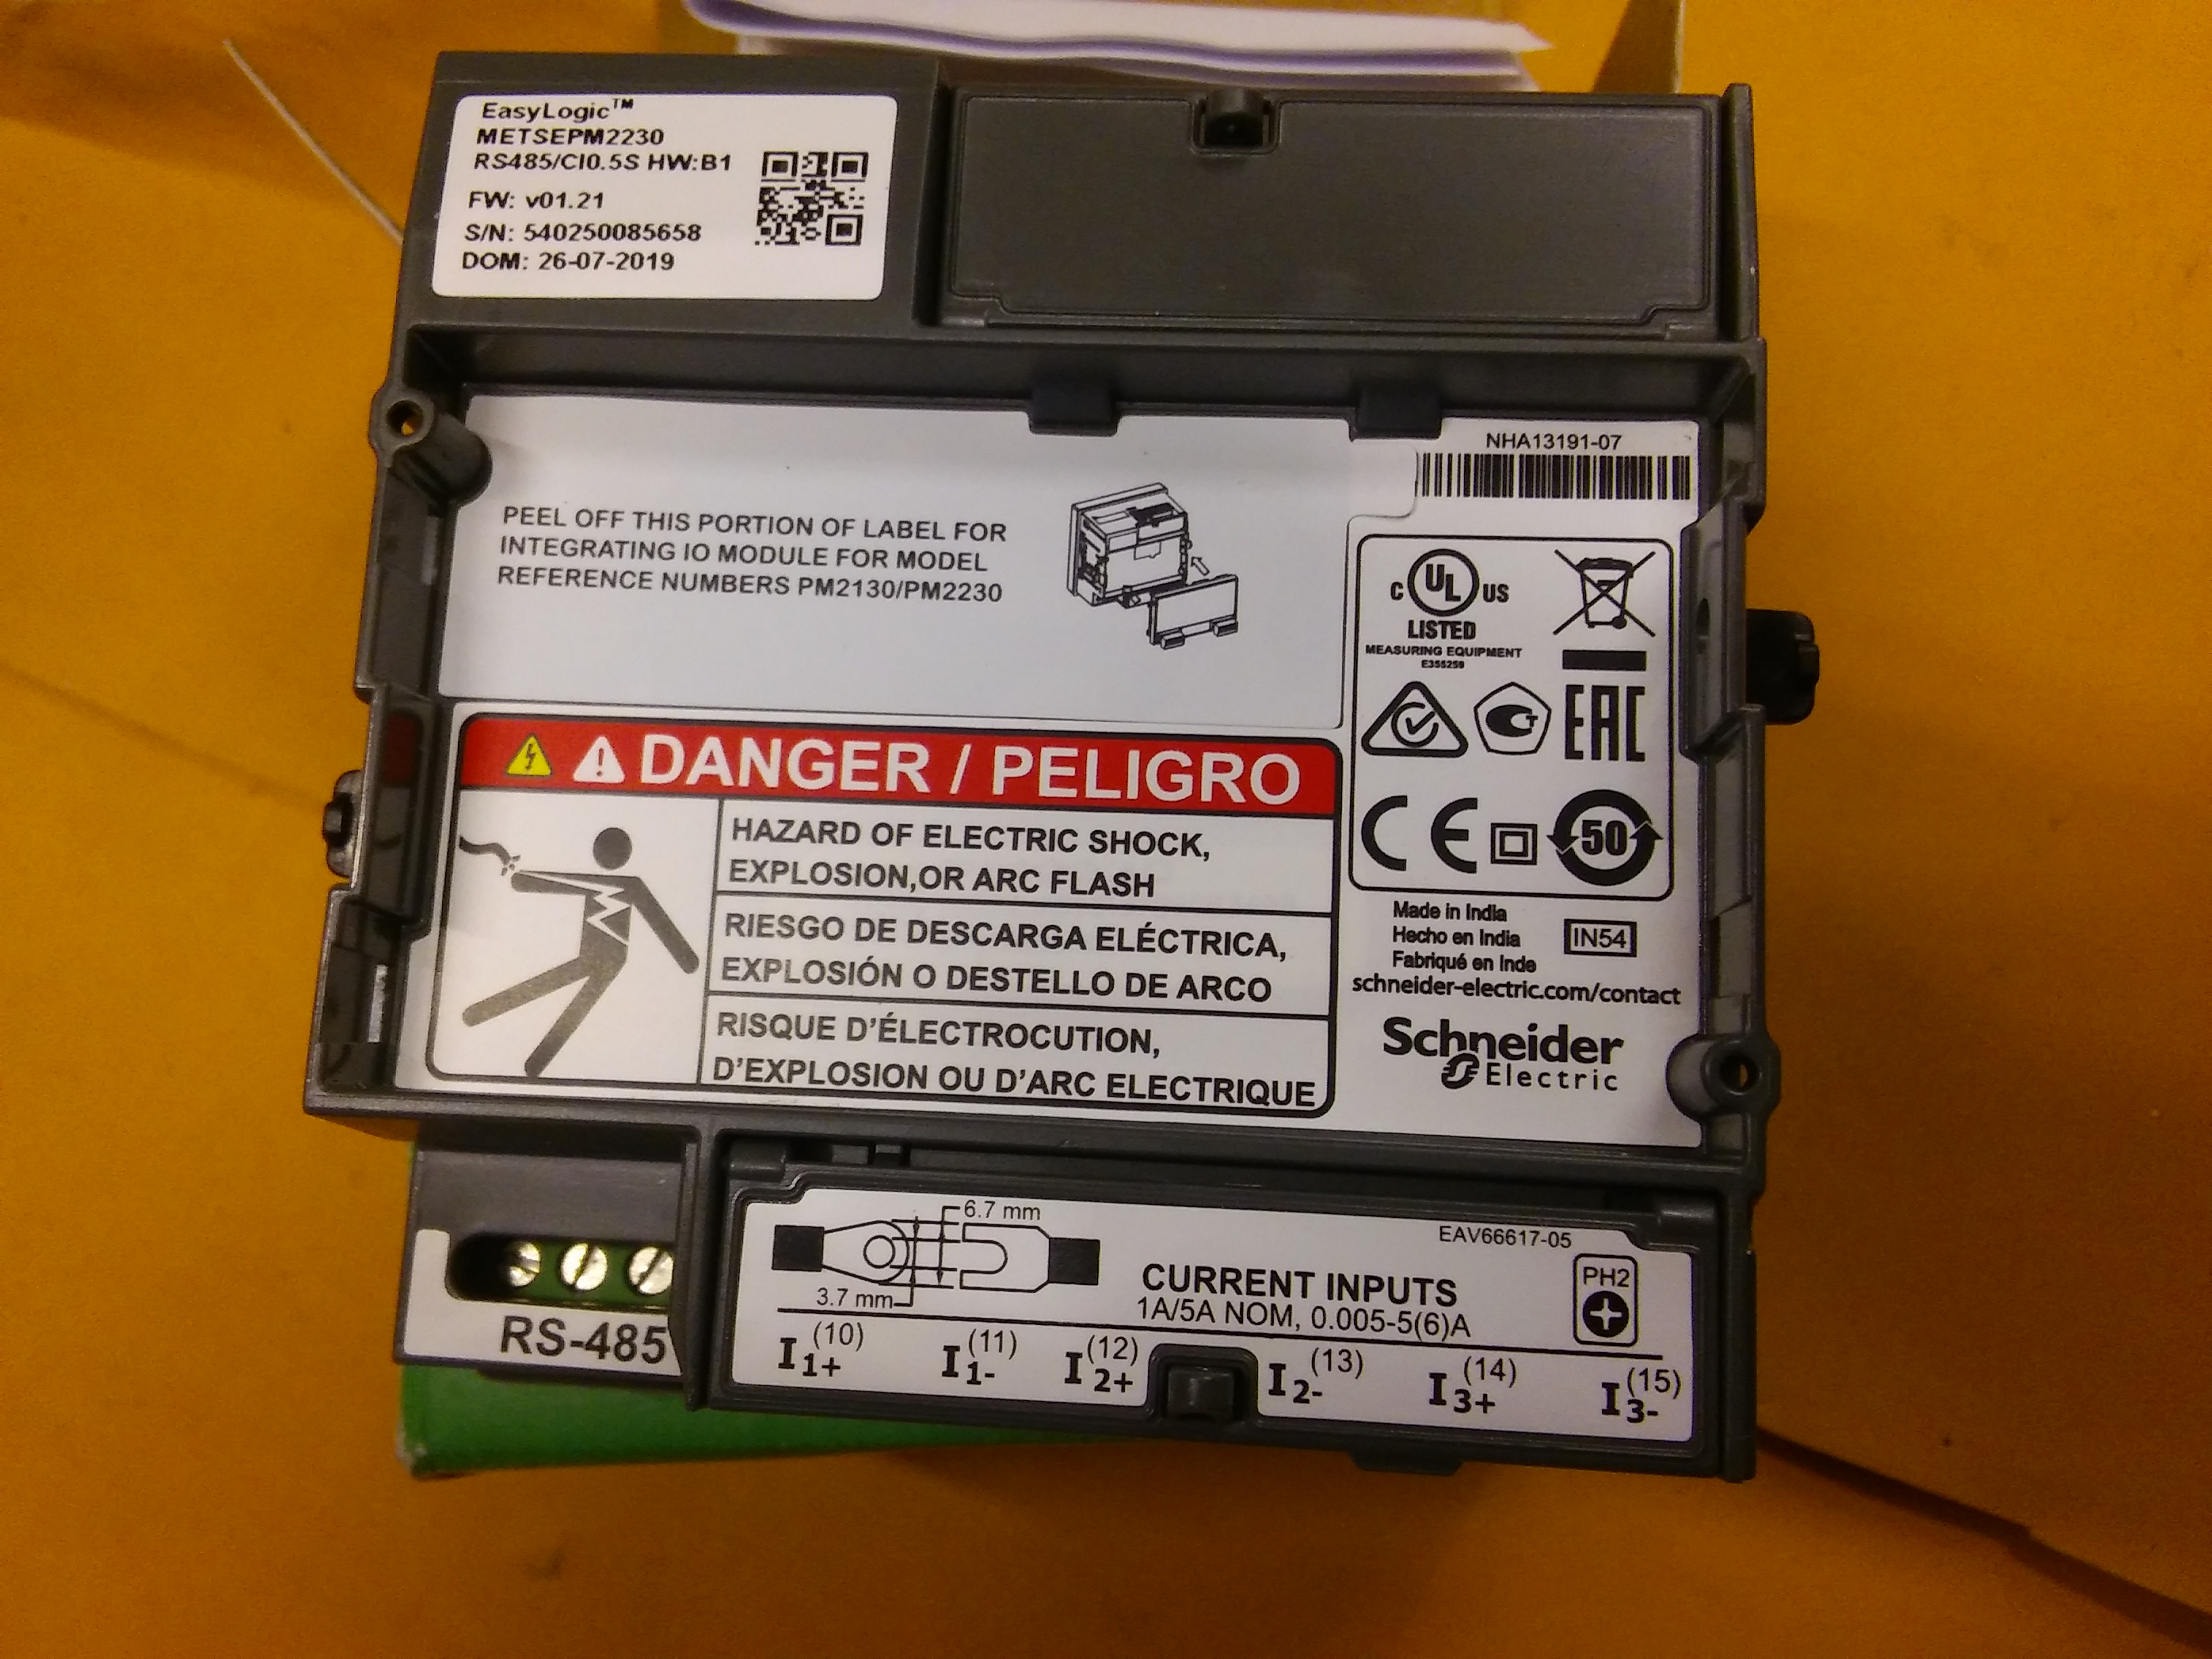 EasyLogic™
METSEPM2230
RS485/Cl0.5S HW:B1
FW: v01.21
S/N: 540250085658
DOM: 26-07-2019
NHA13191-07
PEEL OFF THIS PORTION OF LABEL FOR
INTEGRATING IO MODULE FOR MODEL
REFERENCE NUMBERS PM2130/PM2230
C UL US
LISTED
MEASURING EQUIPMENT
E355259
EAC
CE
50
DANGER / PELIGRO
HAZARD OF ELECTRIC SHOCK,
EXPLOSION,OR ARC FLASH
RIESGO DE DESCARGA ELÉCTRICA,
EXPLOSIÓN O DESTELLO DE ARCO
RISQUE D'ÉLECTROCUTION,
D'EXPLOSION OU D'ARC ELECTRIQUE
Made in India
Hecho en India
Fabriqué en Inde
IN54
schneider-electric.com/contact
Schneider
Electric
RS-485
6.7 mm
3.7 mm
EAV66617-05
CURRENT INPUTS
1A/5A NOM, 0.005-5(6)A
PH2
I1+ (10) I1- (11) I2+ (12) I2- (13) I3+ (14) I3- (15)